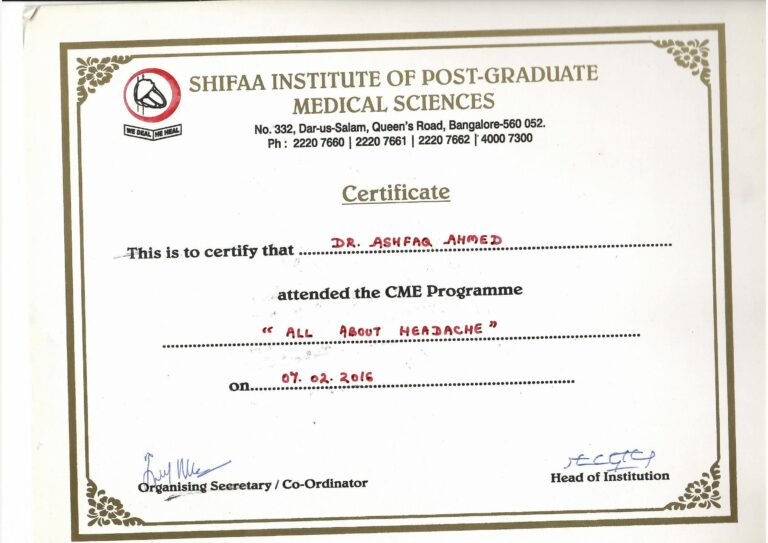 SHIFAA INSTITUTE OF POST-GRADUATE
MEDICAL SCIENCES
WE DEAL HE HEAL
No. 332, Dar-us-Salam, Queen's Road, Bangalore-560 052.
Ph : 2220 7660 | 2220 7661 | 2220 7662 | 4000 7300
Certificate
This is to certify that DR. ASHFAQ AHMED
attended the CME Programme
" ALL ABOUT HEADACHE "
on 07. 02. 2016
Organising Secretary / Co-Ordinator
Head of Institution